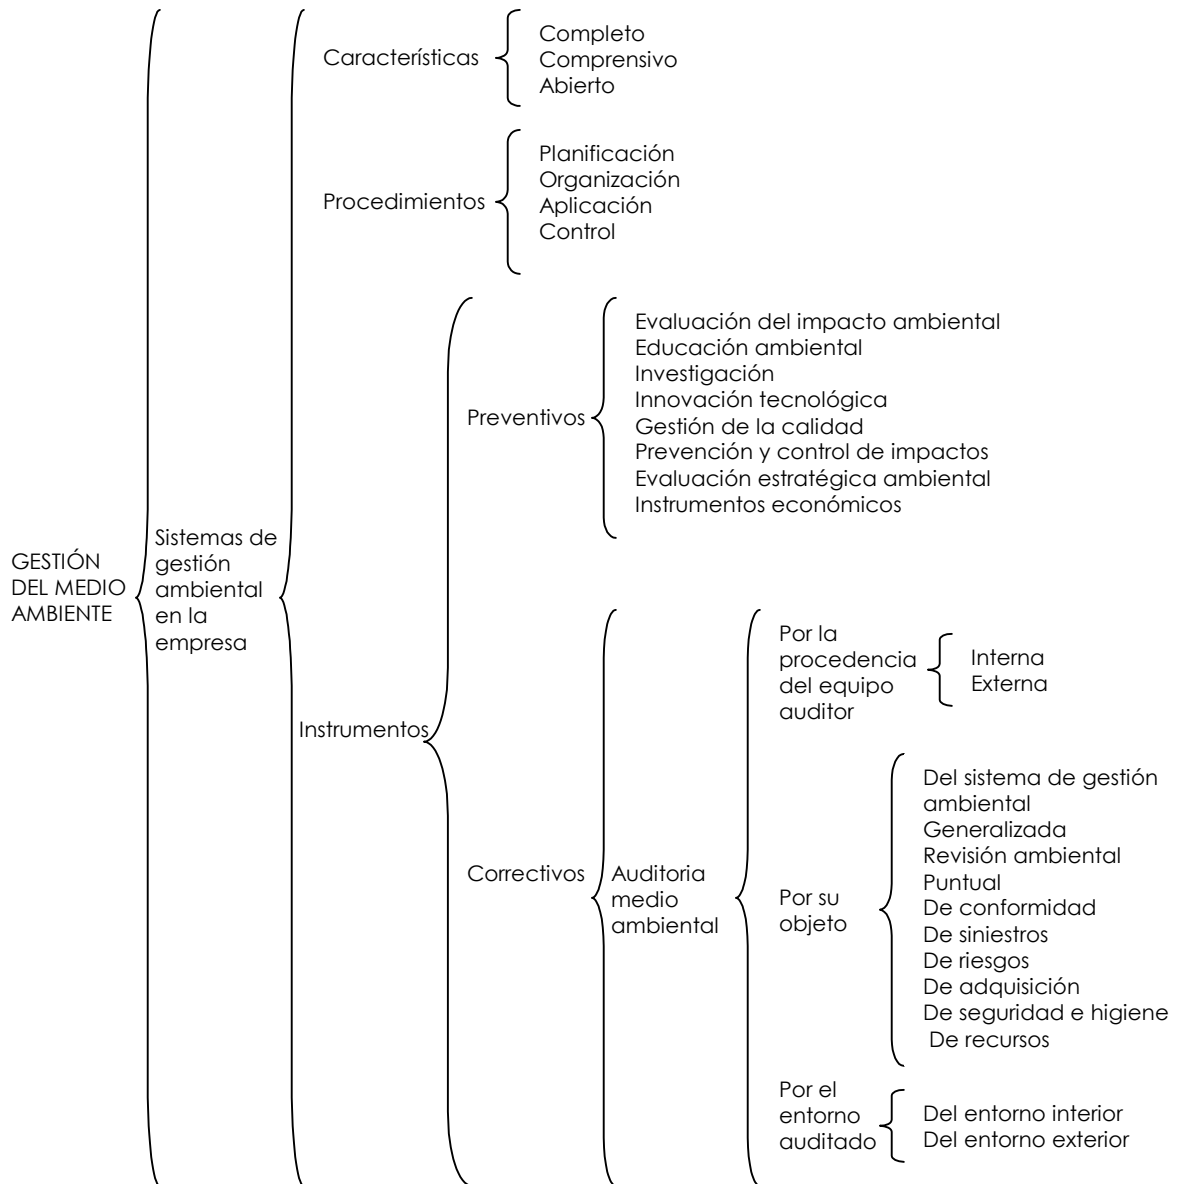 GESTIÓN
DEL MEDIO
AMBIENTE
Sistemas de
gestión
ambiental
en la
empresa
Características
Completo
Comprensivo
Abierto
Procedimientos
Planificación
Organización
Aplicación
Control
Instrumentos
Preventivos
Evaluación del impacto ambiental
Educación ambiental
Investigación
Innovación tecnológica
Gestión de la calidad
Prevención y control de impactos
Evaluación estratégica ambiental
Instrumentos económicos
Correctivos
Auditoria
medio
ambiental
Por la
procedencia
del equipo
auditor
Interna
Externa
Por su
objeto
Del sistema de gestión
ambiental
Generalizada
Revisión ambiental
Puntual
De conformidad
De siniestros
De riesgos
De adquisición
De seguridad e higiene
De recursos
Por el
entorno
auditado
Del entorno interior
Del entorno exterior